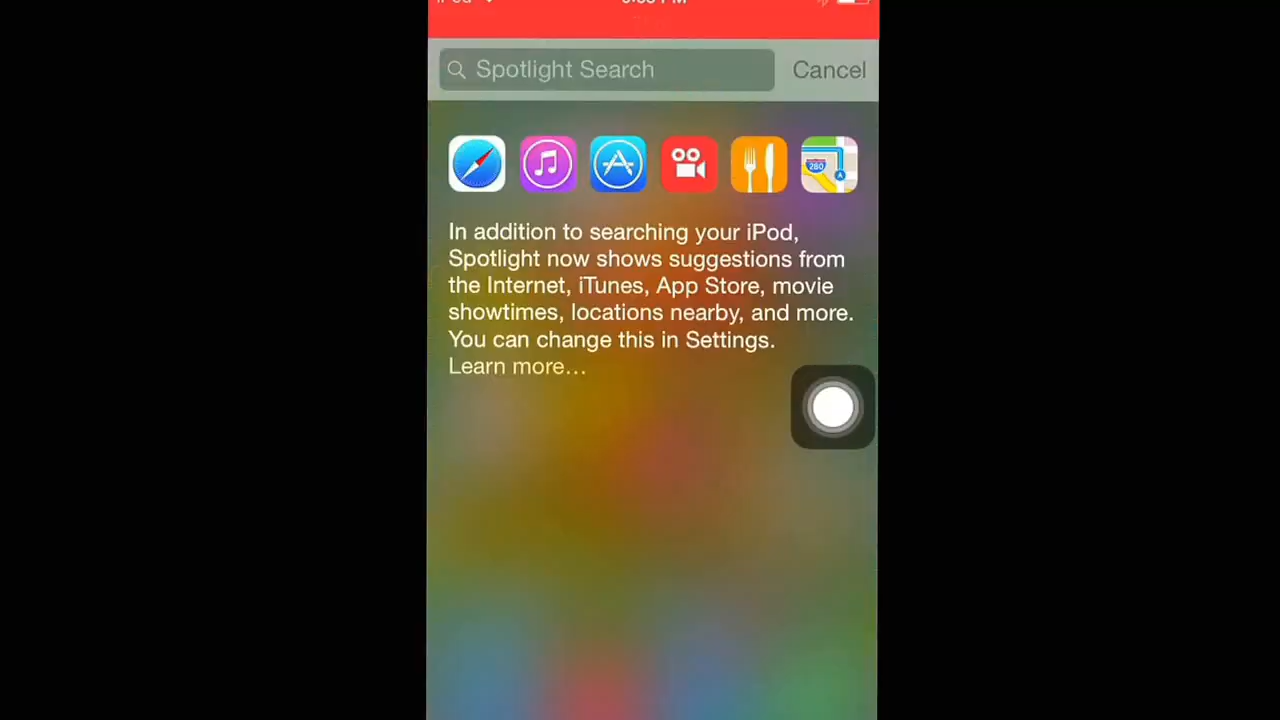 Spotlight Search Cancel
280
A
In addition to searching your iPod,
Spotlight now shows suggestions from
the Internet, iTunes, App Store, movie
showtimes, locations nearby, and more.
You can change this in Settings.
Learn more...